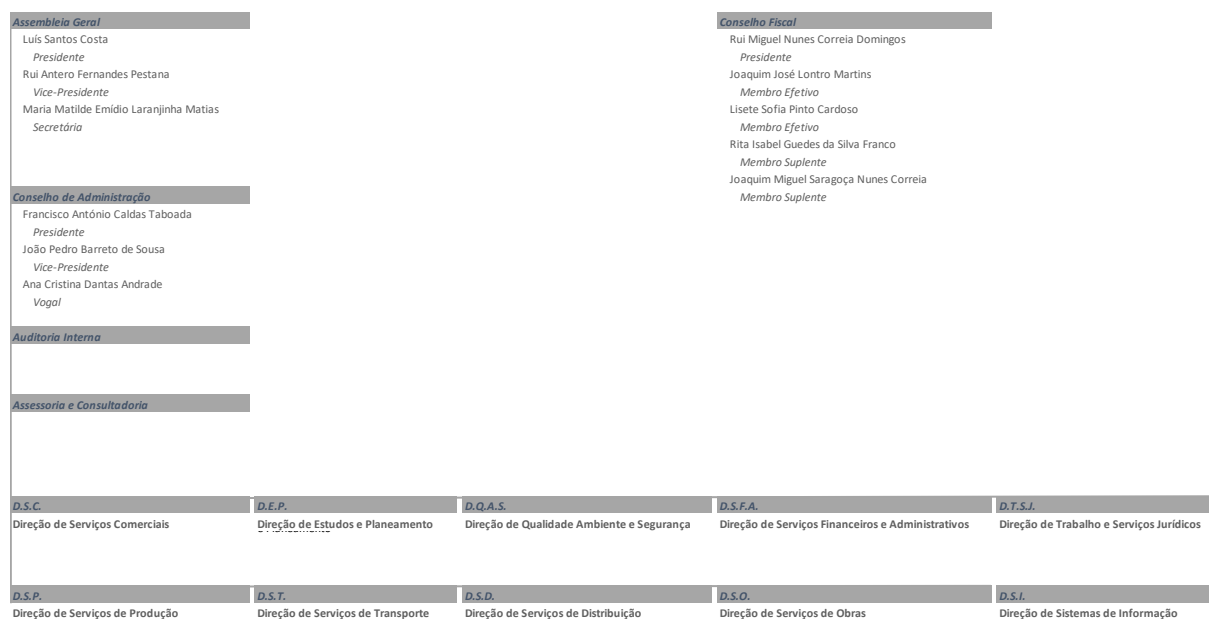 Assembleia Geral
Luís Santos Costa
Presidente
Rui Antero Fernandes Pestana
Vice-Presidente
Maria Matilde Emídio Laranjinha Matias
Secretária
Conselho Fiscal
Rui Miguel Nunes Correia Domingos
Presidente
Joaquim José Lontro Martins
Membro Efetivo
Lisete Sofia Pinto Cardoso
Membro Efetivo
Rita Isabel Guedes da Silva Franco
Membro Suplente
Joaquim Miguel Saragoça Nunes Correia
Membro Suplente
Conselho de Administração
Francisco António Caldas Taboada
Presidente
João Pedro Barreto de Sousa
Vice-Presidente
Ana Cristina Dantas Andrade
Vogal
Auditoria Interna
Assessoria e Consultadoria
D.S.C.
Direção de Serviços Comerciais
D.E.P.
Direção de Estudos e Planeamento
D.Q.A.S.
Direção de Qualidade Ambiente e Segurança
D.S.F.A.
Direção de Serviços Financeiros e Administrativos
D.T.S.J.
Direção de Trabalho e Serviços Jurídicos
D.S.P.
Direção de Serviços de Produção
D.S.T.
Direção de Serviços de Transporte
D.S.D.
Direção de Serviços de Distribuição
D.S.O.
Direção de Serviços de Obras
D.S.I.
Direção de Sistemas de Informação